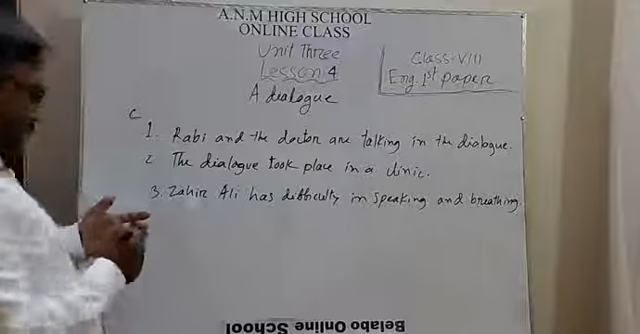 A.N.M HIGH SCHOOL
ONLINE CLASS
Unit Three
Lesson 4
A dialogue
Class-VIII
Eng. 1st paper
C
1. Rabi and the doctor are talking in the dialogue.
2 The dialogue took place in a clinic.
3. Zahir Ali has difficulty in speaking and breathing.
Belabo Online School